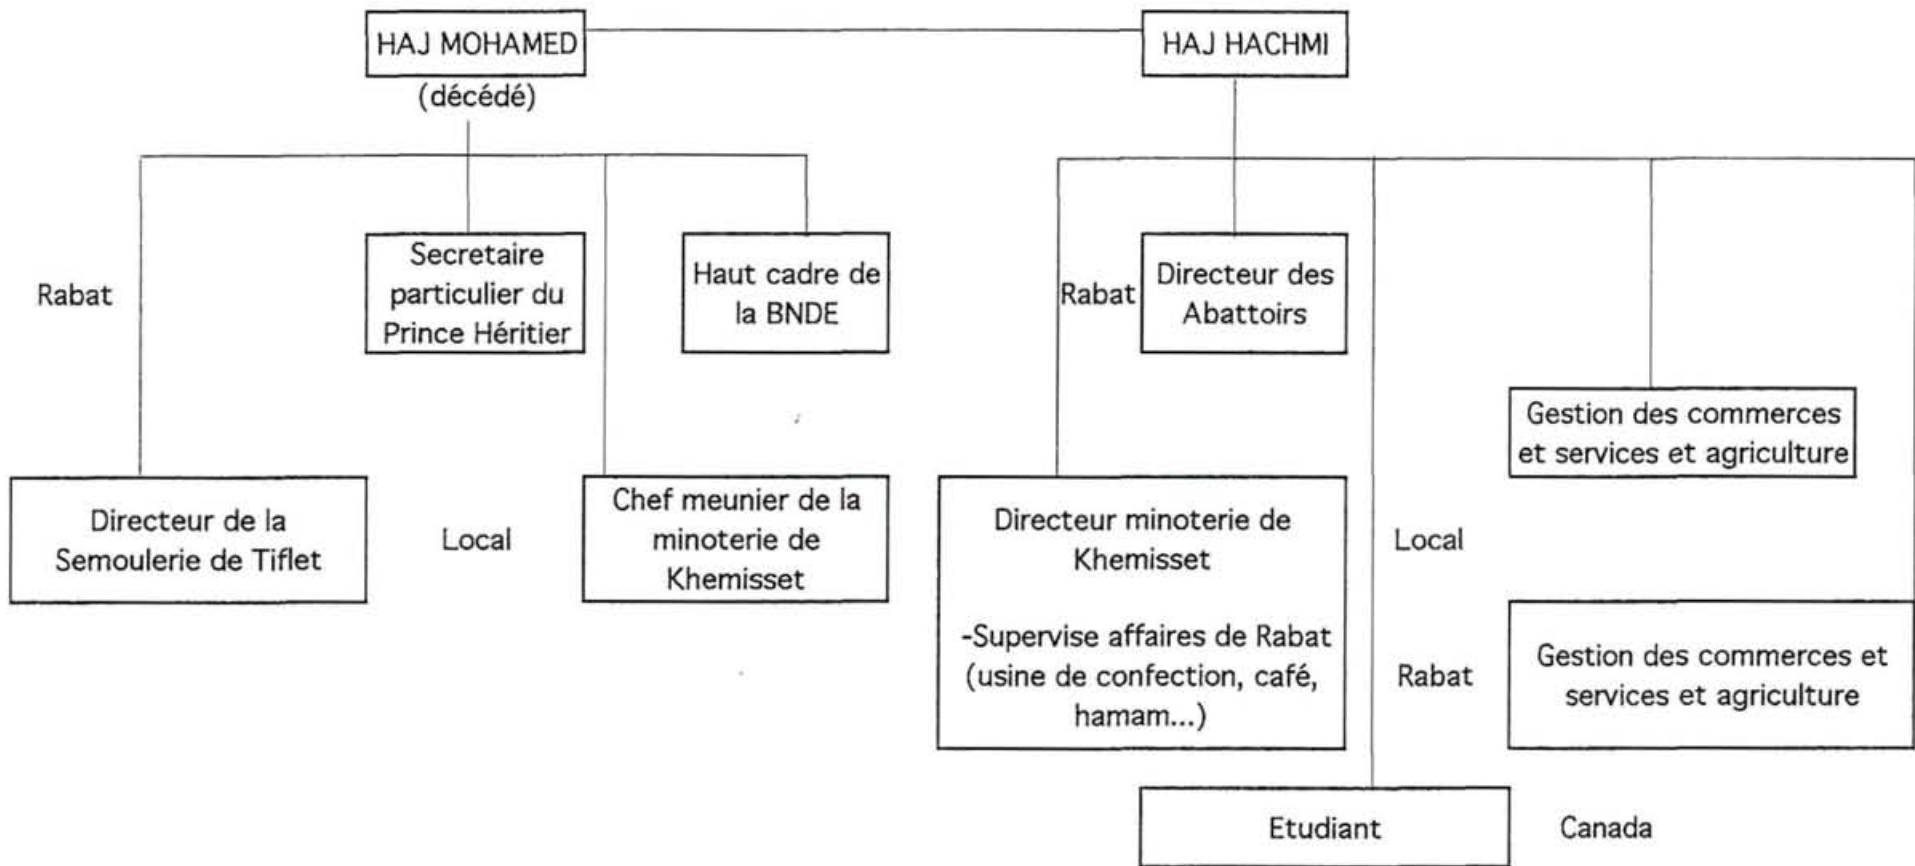 HAJ MOHAMED
(décédé)
HAJ HACHMI
Rabat
Secretaire
particulier du
Prince Héritier
Haut cadre de
la BNDE
Rabat
Directeur des
Abattoirs
Gestion des commerces
et services et agriculture
Directeur de la
Semoulerie de Tiflet
Local
Chef meunier de la
minoterie de
Khemisset
Directeur minoterie de
Khemisset
-Supervise affaires de Rabat
(usine de confection, café,
hamam...)
Local
Rabat
Gestion des commerces et
services et agriculture
Etudiant
Canada